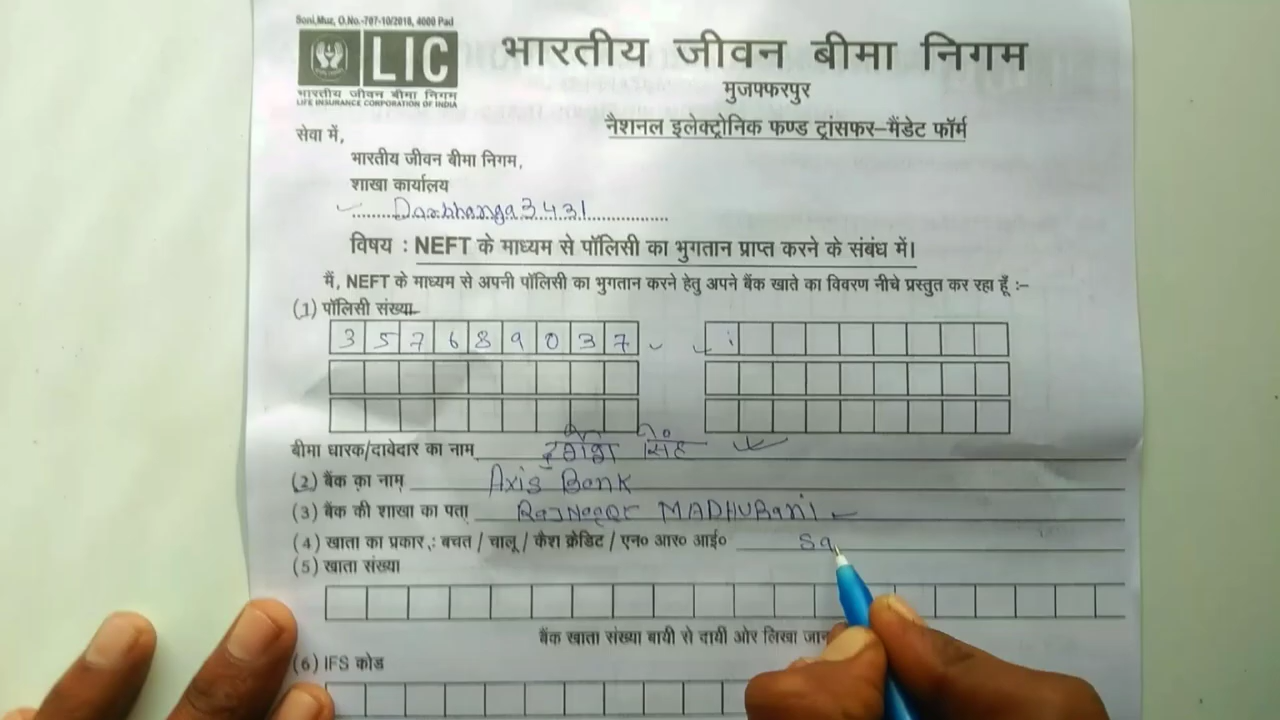 Soni,Muz, O.No.-707-10/2018, 4000 Pad
LIC
भारतीय जीवन बीमा निगम
LIFE INSURANCE CORPORATION OF INDIA
भारतीय जीवन बीमा निगम
मुजफ्फरपुर
नैशनल इलेक्ट्रोनिक फण्ड ट्रांसफर-मैंडेट फॉर्म
सेवा में,
भारतीय जीवन बीमा निगम,
शाखा कार्यालय
Darbhanga 3431
विषय : NEFT के माध्यम से पॉलिसी का भुगतान प्राप्त करने के संबंध में।
मैं, NEFT के माध्यम से अपनी पॉलिसी का भुगतान करने हेतु अपने बैंक खाते का विवरण नीचे प्रस्तुत कर रहा हूँ :-
(1) पॉलिसी संख्या
3 5 7 6 8 9 0 3 7
बीमा धारक/दावेदार का नाम सिंह
(2) बैंक का नाम Axis Bank
(3) बैंक की शाखा का पता MADHUBani
(4) खाता का प्रकार,: बचत / चालू / कैश क्रेडिट / एन० आर० आई० Sa
(5) खाता संख्या
बैंक खाता संख्या बायी से दायीं ओर लिखा जान
(6) IFS कोड